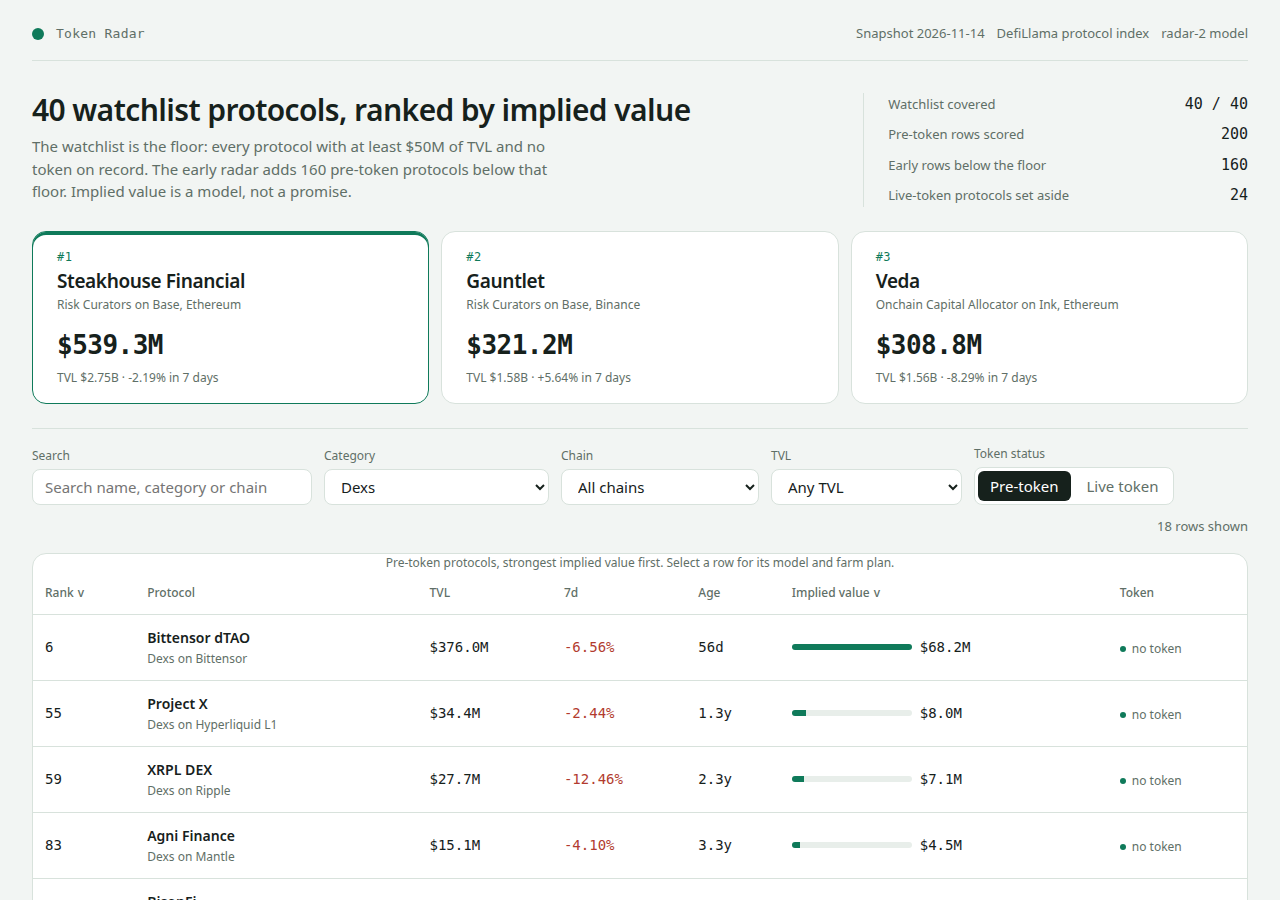 Token Radar
Snapshot 2026-11-14 DefiLlama protocol index radar-2 model
40 watchlist protocols, ranked by implied value
The watchlist is the floor: every protocol with at least $50M of TVL and no
token on record. The early radar adds 160 pre-token protocols below that
floor. Implied value is a model, not a promise.
Watchlist covered 40 / 40
Pre-token rows scored 200
Early rows below the floor 160
Live-token protocols set aside 24
#1
Steakhouse Financial
Risk Curators on Base, Ethereum
$539.3M
TVL $2.75B · -2.19% in 7 days
#2
Gauntlet
Risk Curators on Base, Binance
$321.2M
TVL $1.58B · +5.64% in 7 days
#3
Veda
Onchain Capital Allocator on Ink, Ethereum
$308.8M
TVL $1.56B · -8.29% in 7 days
Search
Search name, category or chain
Category
Dexs
Chain
All chains
TVL
Any TVL
Token status
Pre-token Live token
18 rows shown
Pre-token protocols, strongest implied value first. Select a row for its model and farm plan.
Rank v Protocol TVL 7d Age Implied value v Token
6 Bittensor dTAO $376.0M -6.56% 56d $68.2M no token
Dexs on Bittensor
55 Project X $34.4M -2.44% 1.3y $8.0M no token
Dexs on Hyperliquid L1
59 XRPL DEX $27.7M -12.46% 2.3y $7.1M no token
Dexs on Ripple
83 Agni Finance $15.1M -4.10% 3.3y $4.5M no token
Dexs on Mantle